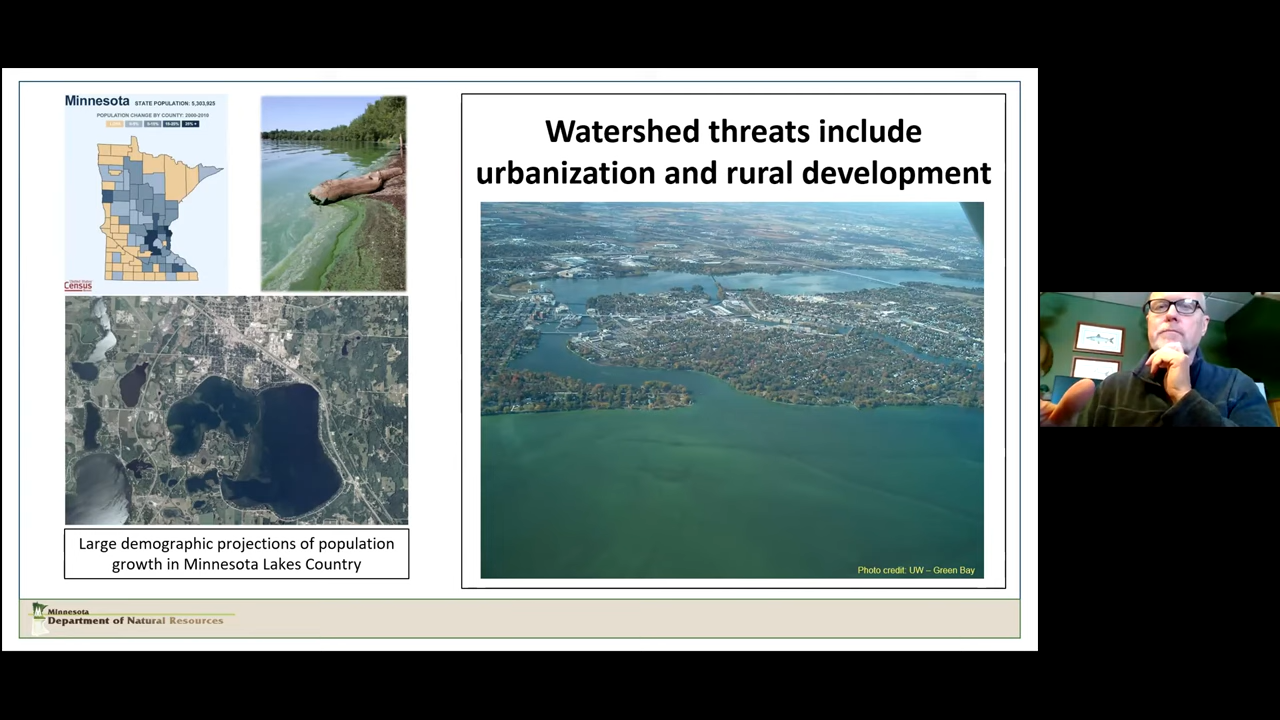 Minnesota STATE POPULATION: 5,303,925
POPULATION CHANGE BY COUNTY: 2000-2010
Census
Large demographic projections of population
growth in Minnesota Lakes Country
Watershed threats include
urbanization and rural development
Photo credit: UW – Green Bay
Minnesota
Department of Natural Resources